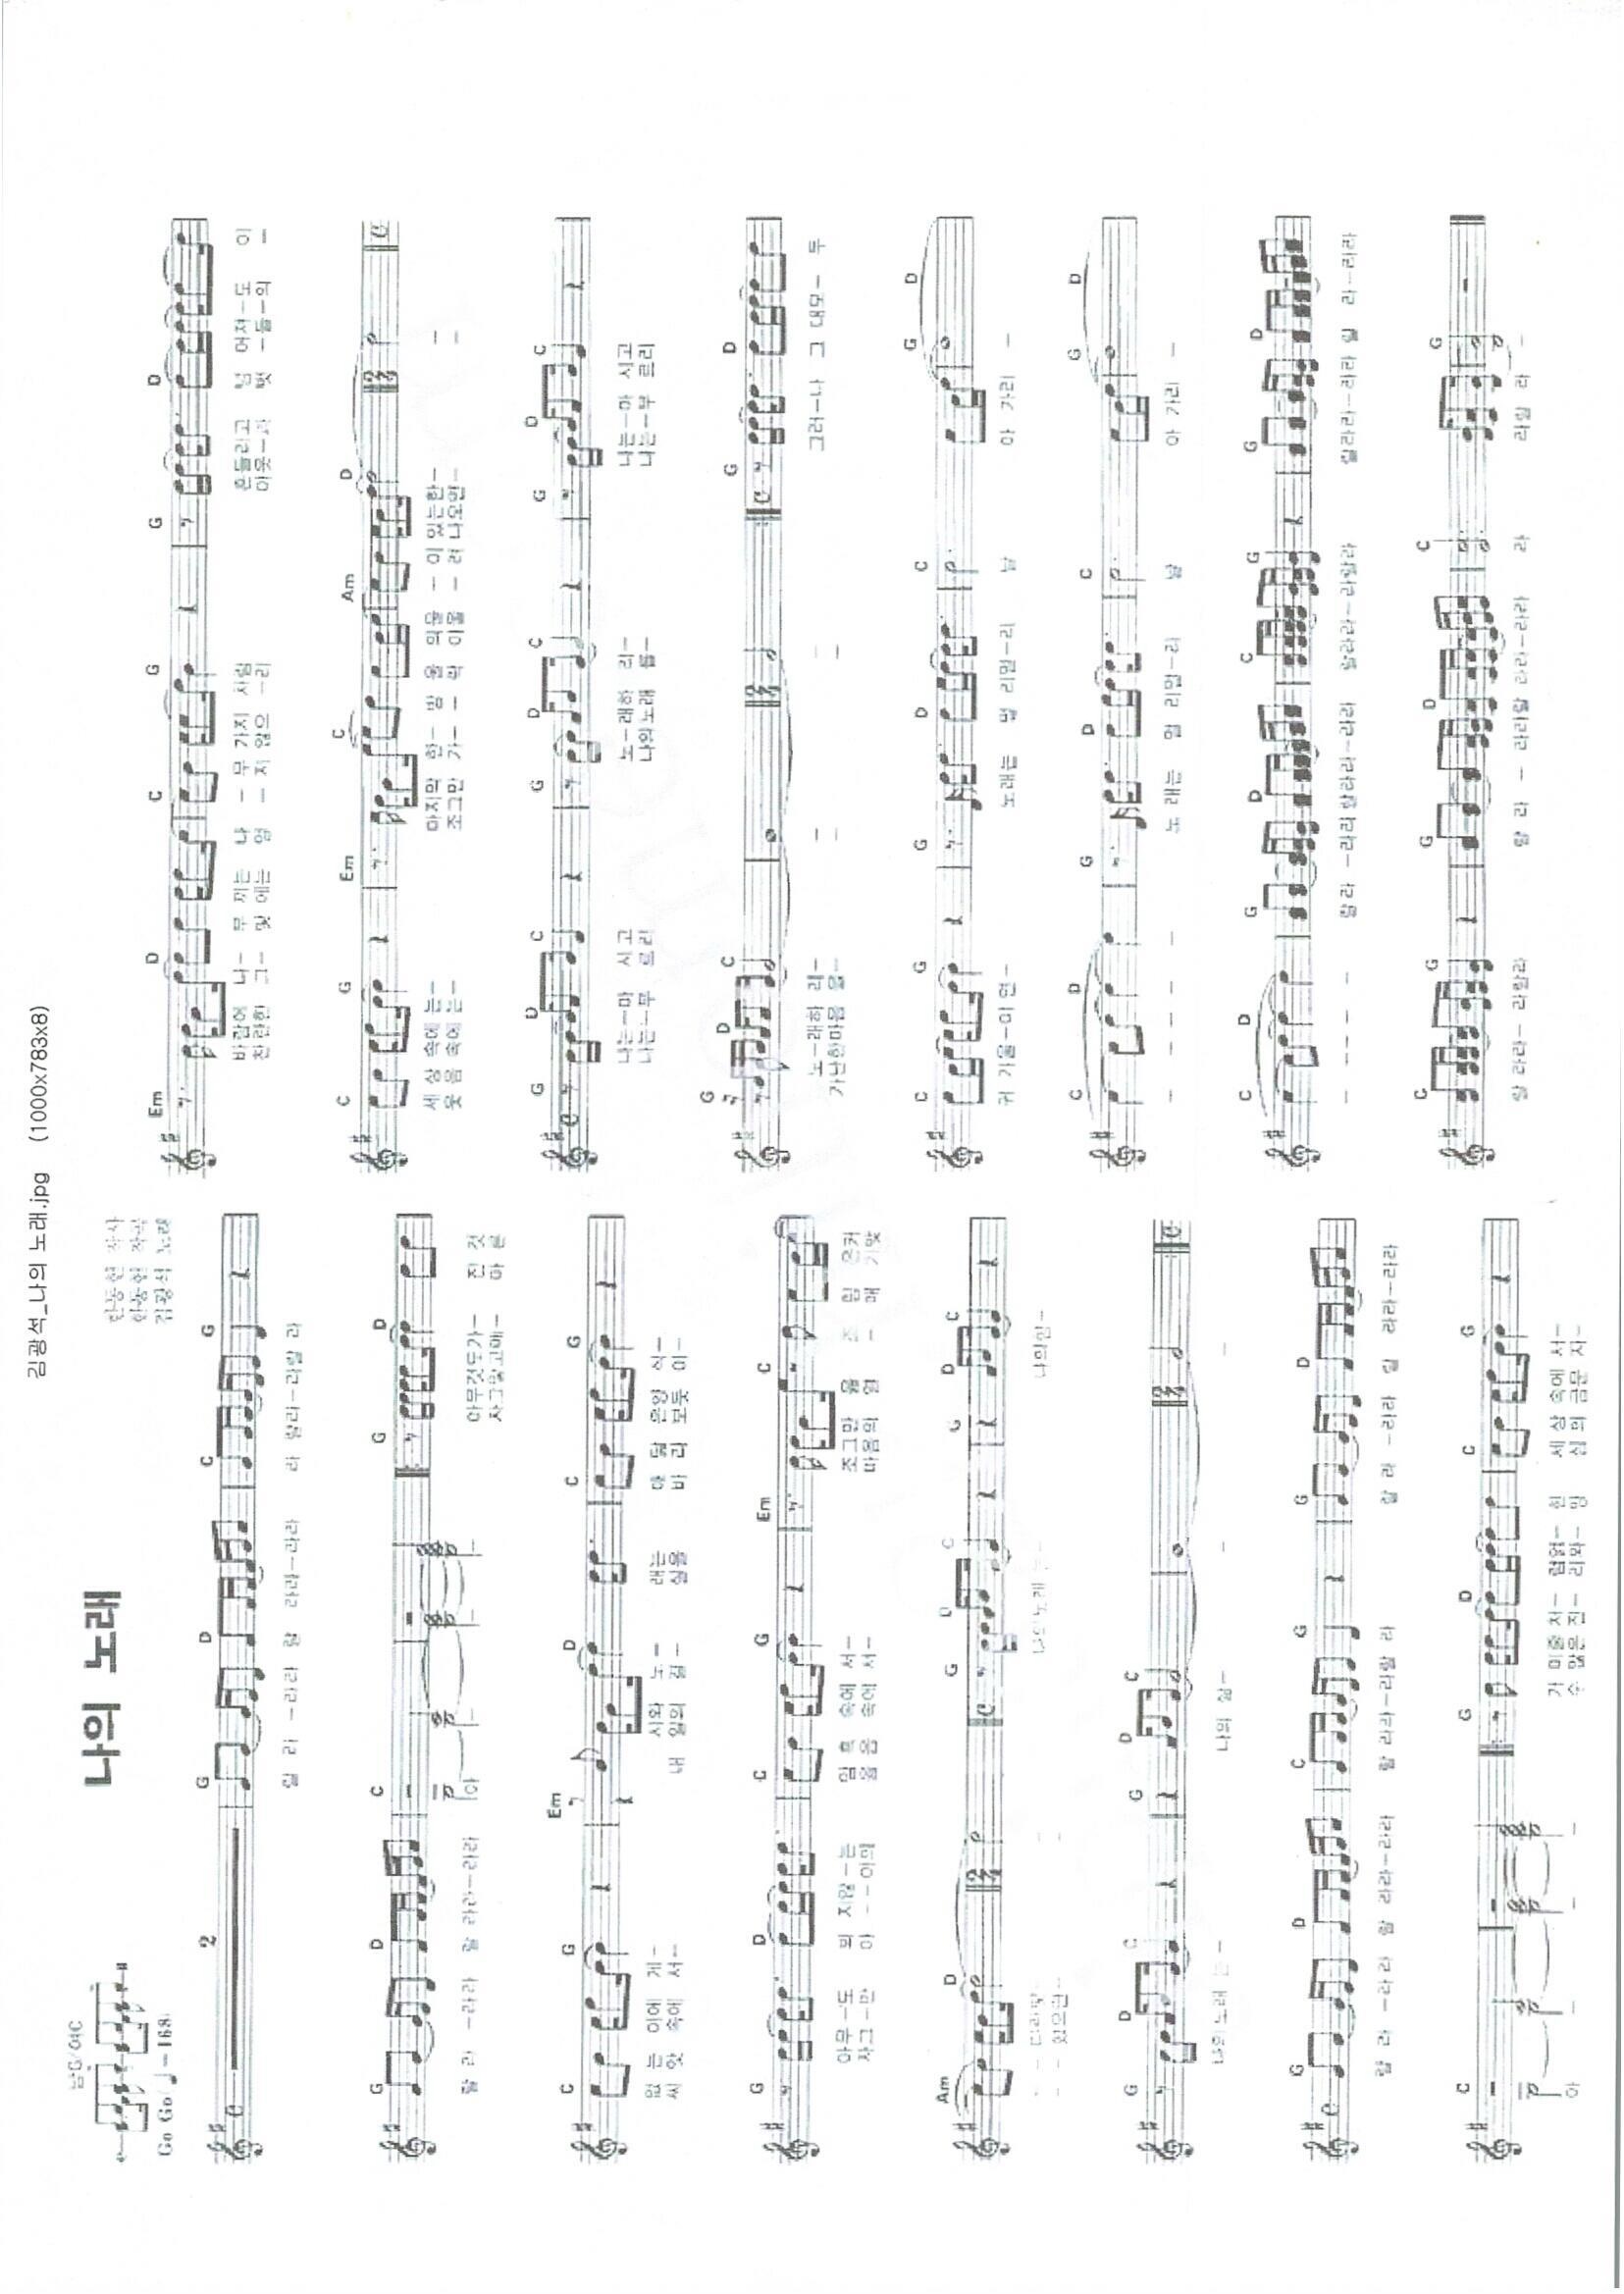 김광석_나의 노래.jpg (1000x783x8)
남G/여C
나의 노래
한동헌 작사
한동헌 작곡
김광석 노래
Go Go ♩=168
2
G D C G
랄 라 -라라 랄 라라-라라 라 랄라-라랄 라
G D C G D
랄 라 -라라 랄 라라-라라 아 - - - 아무것도가- 진 것
자그맣고메- 마른
C G Em D C G
없 는 이에 게- 시와 노- 래는 애 닯 은양 식-
씨 앗 속에 서- 내 일의 결- 실을 바 라 보듯 이-
G D C G Em C
아무-도 뵈 지않-는 암 흑 속에 서- 조그만 읊 조 림 은커
자그-만 아 --이의 울 음 속에 서- 마음의 열 - 매 가맺
Am D G D C G D C
- - 다라빛- - 나의노래 는- 나의힘-
- - 혔으면- -
G D C G D C
나의노래 는- 나의 삶- - -
G D C G G D
랄 라 -라라 랄 라라-라라 랄 라라-라랄 라 랄 라 -라라 랄 라라-라라
C G D C G
아 - - - 거 미줄 처- 럼얽- 힌 세 상 속에 서-
수 많은 진- 리와- 양 심 의 금문 자-
Em D C G G D
바람에 나- 부 끼는 나 - 무 가지 처럼 흔들리고 넘 어져-도 이
찬란한 그- 빛 에는 멀 - 지 않으 -리 이웃-과 벗 -들-의 -
C G Em C Am D
세 상 속에 는- 마지막 한- 방 울 의물 - 이 있는한- -
웃 음 속에 는- 조그만 가- - 락 이울 - 려 나오면- -
G D C G D C G D C
나는-마 시고 노-래하 리- 나는-마 시고
나는-부 르리 나의노래 를- 나는-부 르리
G D C G D
노-래하 리- - - 그러-나 그 대모- 두
가난한마음 을- - -
C G G D C G D
귀 기울-이 면- 노래는 멀 리멀-리 날 아 가리 -
C D G D C G D
- - - - - 노 래는 멀 리멀-리 날 아 가리 -
C D G D C G G D
- - - - - 랄라 -라라 랄라라-라라 랄라라-라랄라 랄라라-라라 랄 라-라라
C G G D C G
랄 라라- 라랄라 랄 라 - 라라랄 라라-라라 라 라랄 라 -